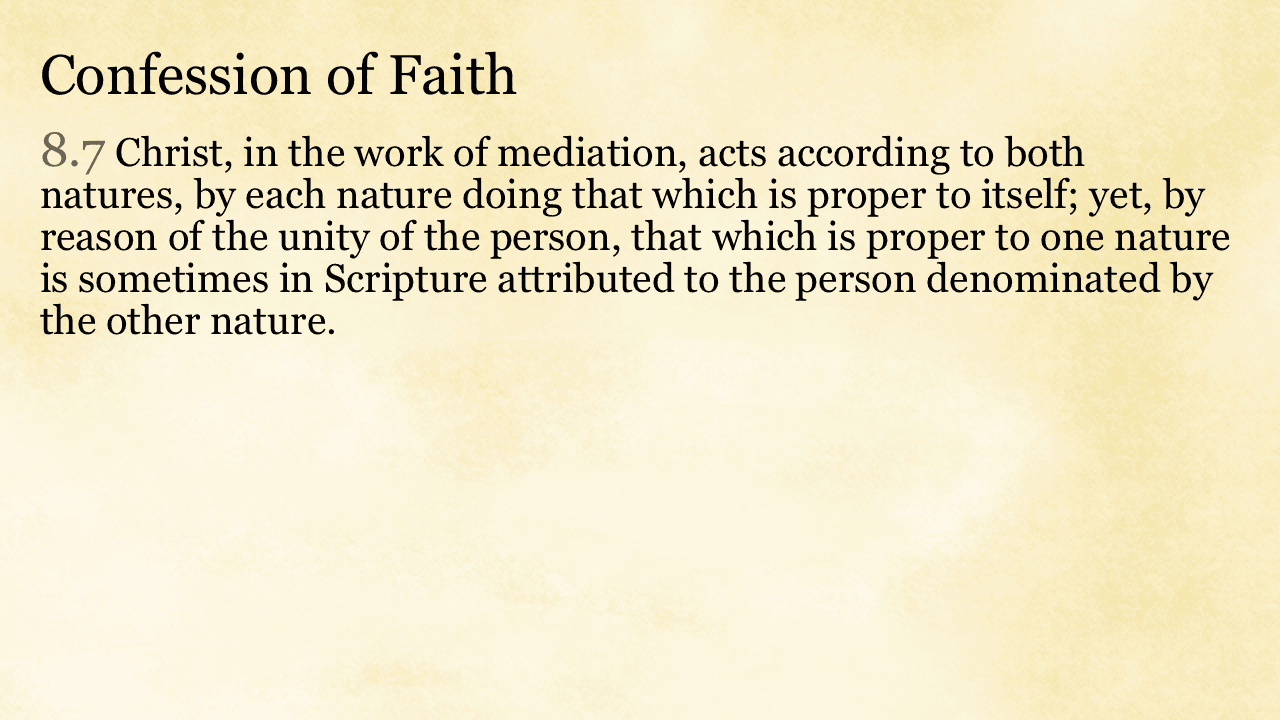 Confession of Faith
8.7 Christ, in the work of mediation, acts according to both
natures, by each nature doing that which is proper to itself; yet, by
reason of the unity of the person, that which is proper to one nature
is sometimes in Scripture attributed to the person denominated by
the other nature.